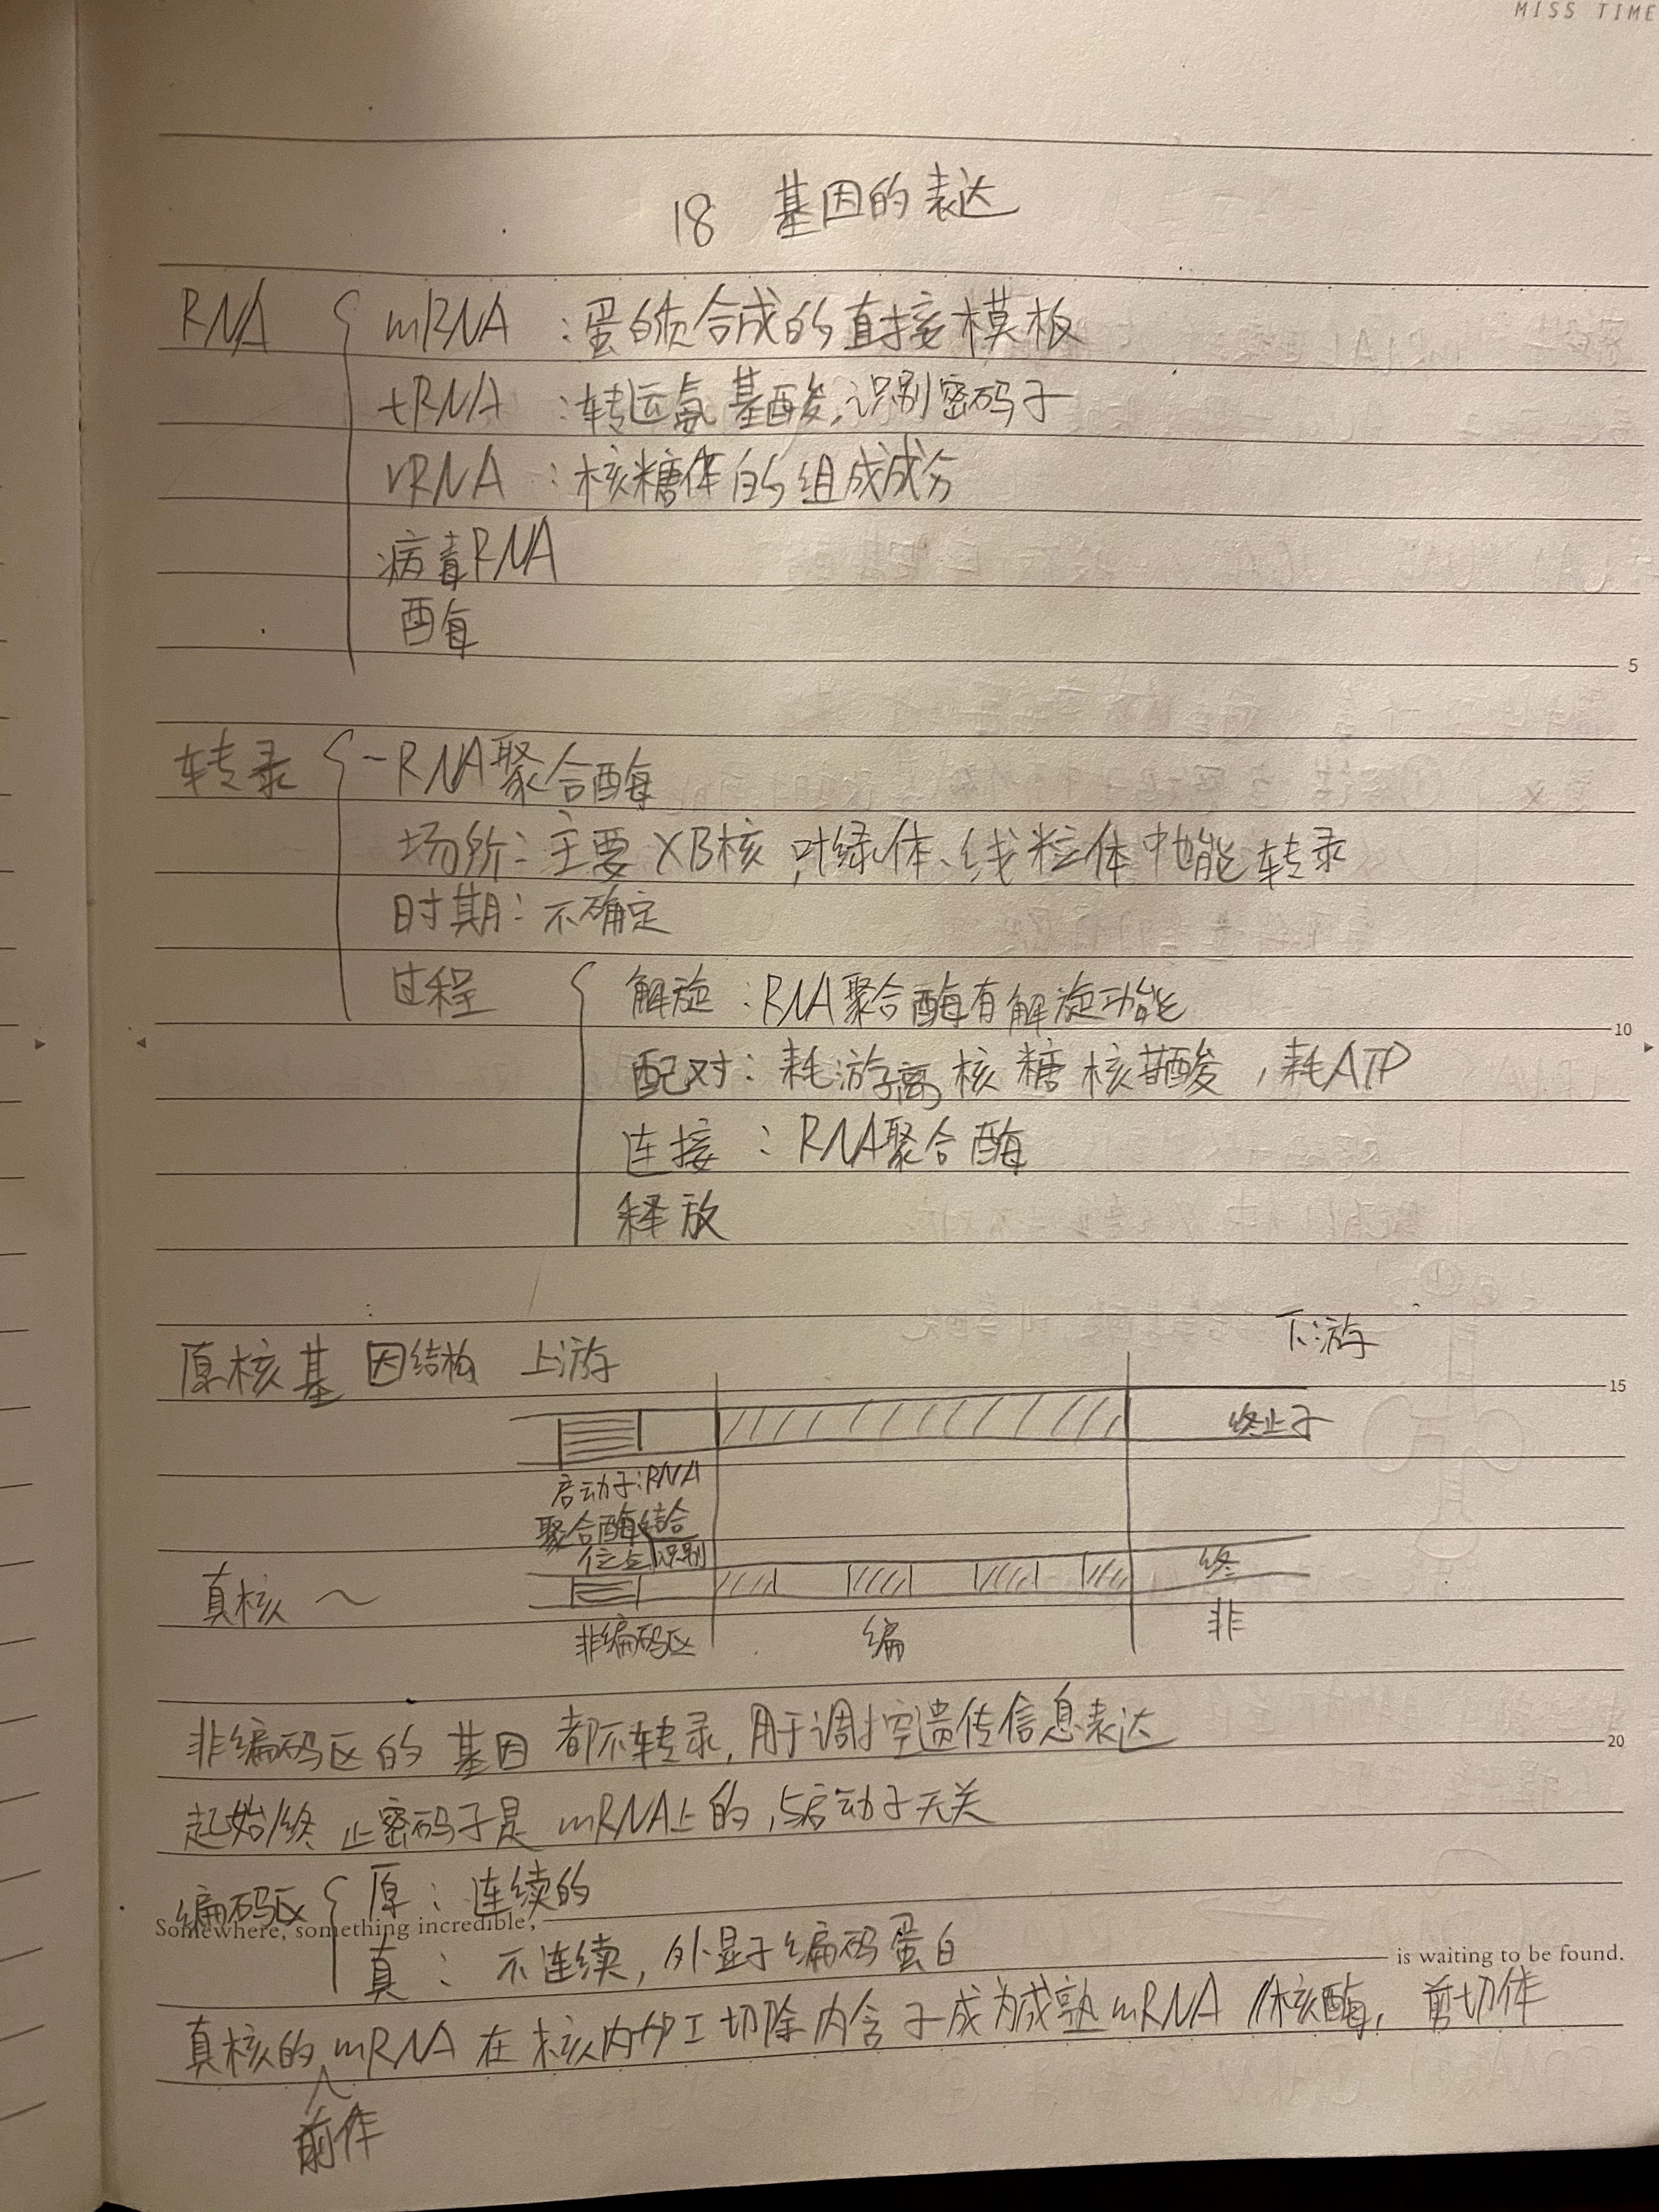 MISS TIME
18 基因的表达
RNA { mRNA：蛋白质合成的直接模板
tRNA：转运氨基酸,识别密码子
rRNA：核糖体的组成成分
病毒RNA
酶
5
转录 { -RNA聚合酶
场所：主要 X B核 叶绿体、线粒体中能转录
时期：不确定
过程 { 解旋：RNA聚合酶有解旋功能
10
配对：耗游离核糖核苷酸，耗ATP
连接：RNA聚合酶
释放
原核基因结构 上游 下游
15
终止子
启动子:RNA
聚合酶结合
位点识别
真核 ～ 终
非编码区 编 非
非编码区的基因都不转录，用于调控遗传信息表达
20
起始/终止密码子是mRNA上的，与启动子无关
编码区 { 原：连续的
真：不连续，外显子编码蛋白
Somewhere, something incredible, is waiting to be found.
真核的mRNA前体在核内加工切除内含子成为成熟mRNA (核酶，剪切体